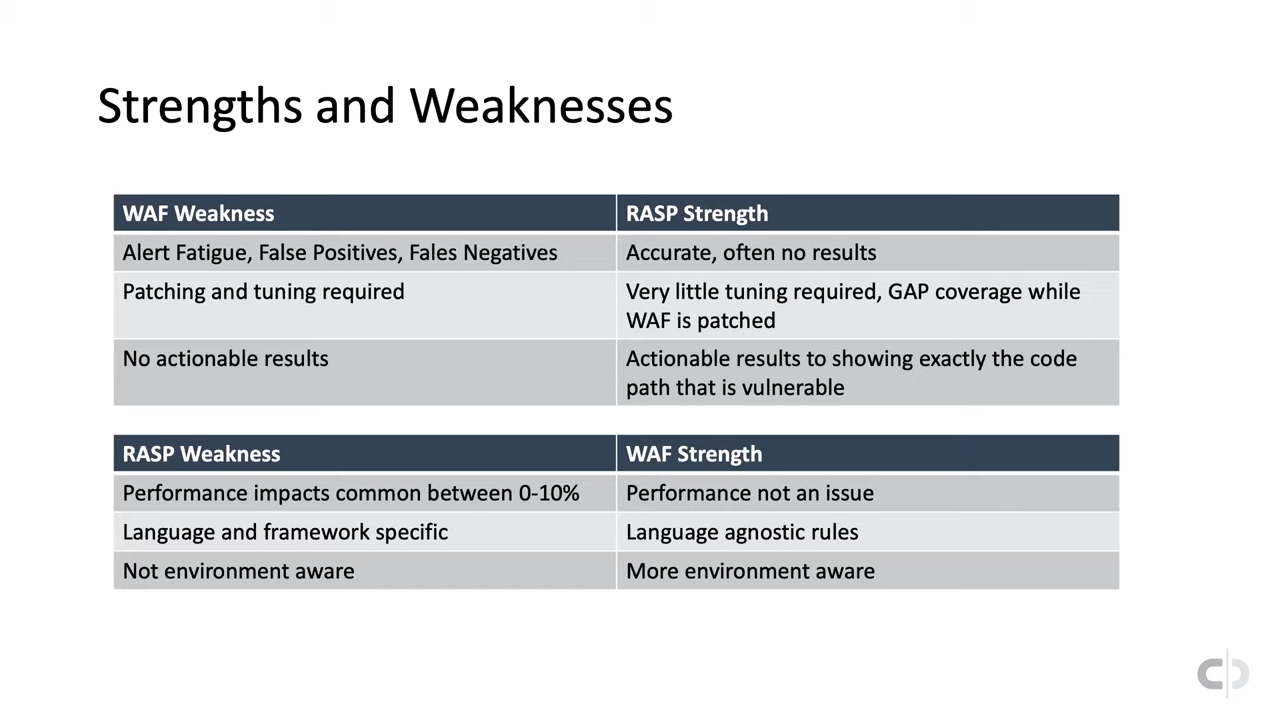 Strengths and Weaknesses
WAF Weakness
RASP Strength
Alert Fatigue, False Positives, Fales Negatives
Accurate, often no results
Patching and tuning required
Very little tuning required, GAP coverage while
WAF is patched
No actionable results
Actionable results to showing exactly the code
path that is vulnerable
RASP Weakness
WAF Strength
Performance impacts common between 0-10%
Performance not an issue
Language and framework specific
Language agnostic rules
Not environment aware
More environment aware